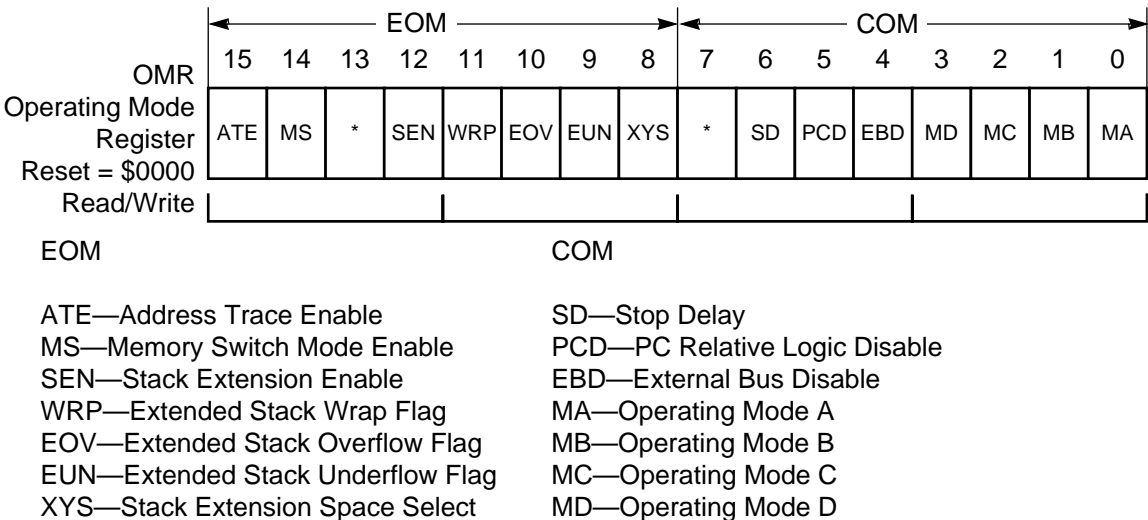 EOM COM
15 14 13 12 11 10 9 8 7 6 5 4 3 2 1 0
OMR
Operating Mode
Register
Reset = $0000
Read/Write
ATE MS * SEN WRP EOV EUN XYS * SD PCD EBD MD MC MB MA
EOM
ATE—Address Trace Enable
MS—Memory Switch Mode Enable
SEN—Stack Extension Enable
WRP—Extended Stack Wrap Flag
EOV—Extended Stack Overflow Flag
EUN—Extended Stack Underflow Flag
XYS—Stack Extension Space Select
COM
SD—Stop Delay
PCD—PC Relative Logic Disable
EBD—External Bus Disable
MA—Operating Mode A
MB—Operating Mode B
MC—Operating Mode C
MD—Operating Mode D